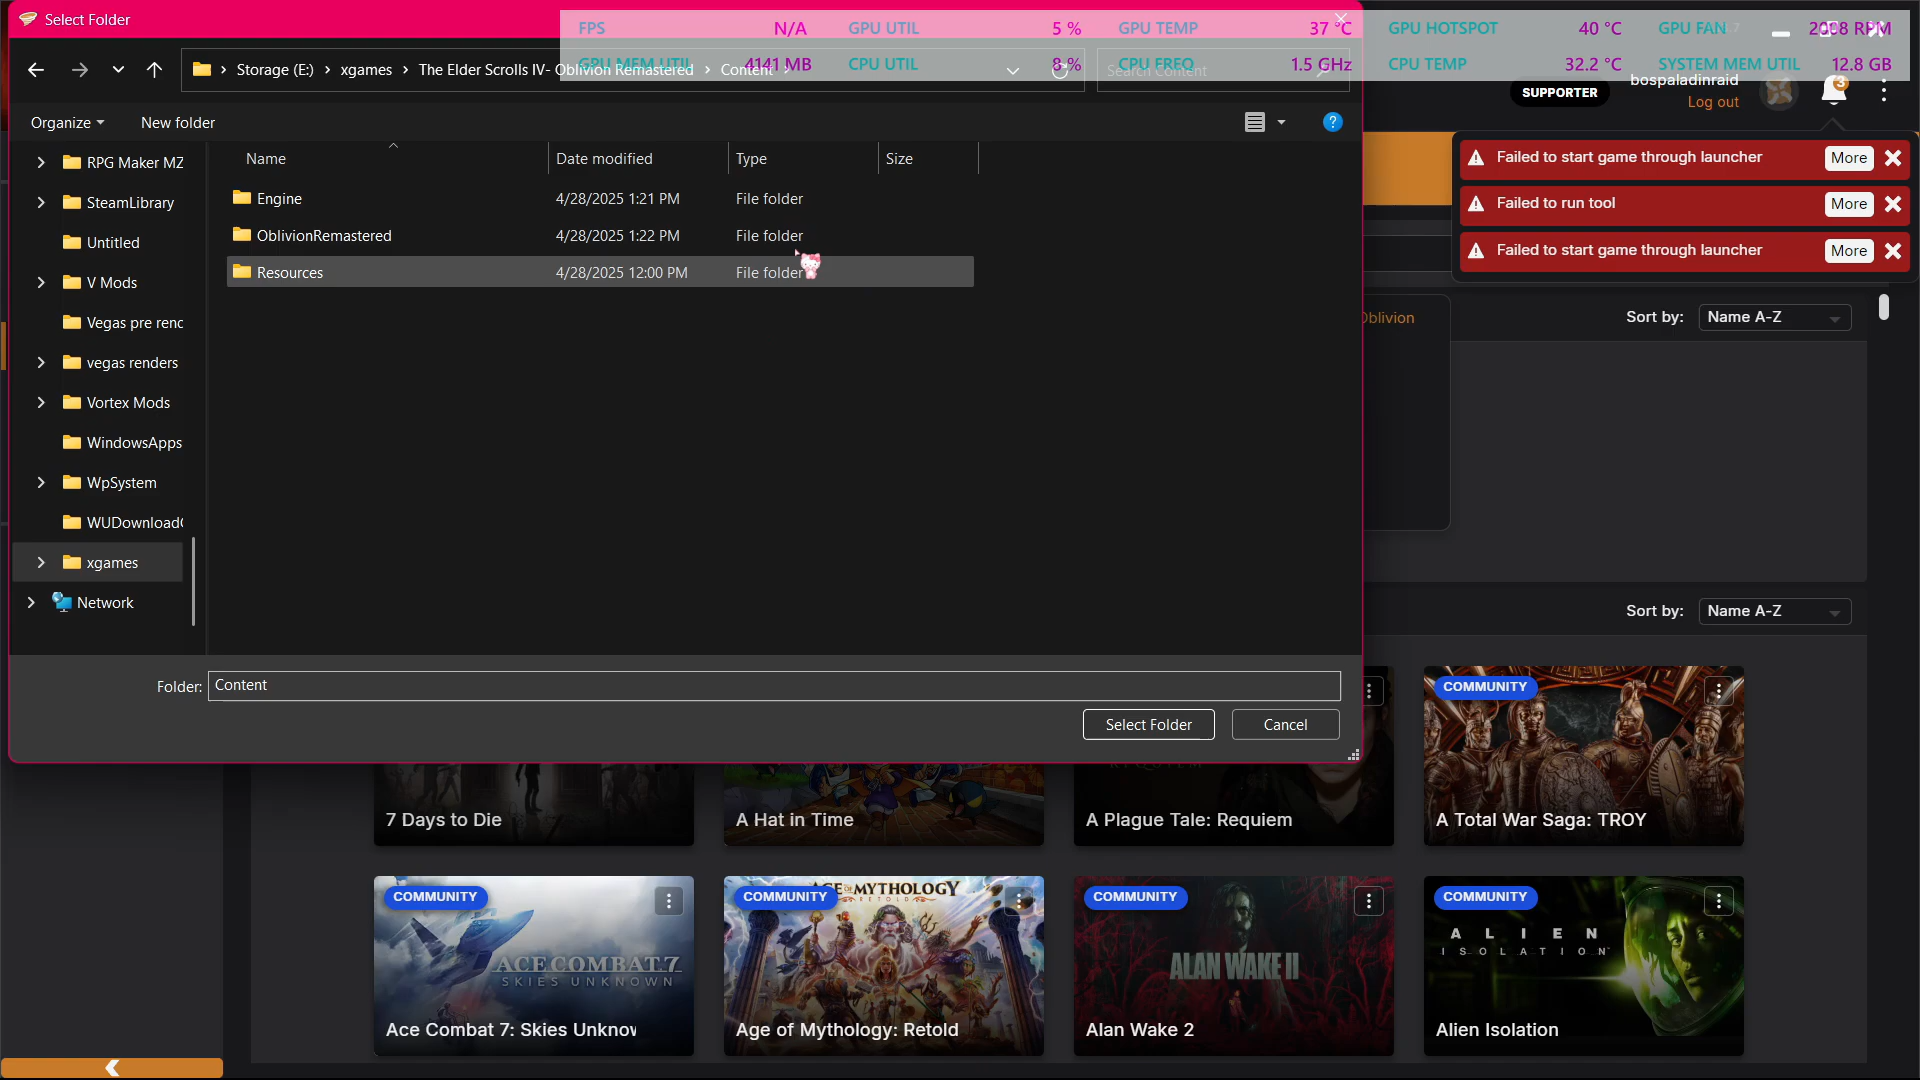 Select Folder
FPS N/A GPU UTIL 5 % GPU TEMP 37 °C GPU HOTSPOT 40 °C GPU FAN
GPU MEM UTIL 4141 MB CPU UTIL 8 % CPU FREQ 1.5 GHz CPU TEMP 32.2 °C SYSTEM MEM UTIL 12.8 GB
Storage (E:) › xgames › The Elder Scrolls IV- Oblivion Remastered › Content ›
Search Content
SUPPORTER
bospaladinraid
Log out
3
Organize
New folder
Name
Date modified
Type
Size
Engine 4/28/2025 1:21 PM File folder
OblivionRemastered 4/28/2025 1:22 PM File folder
Resources 4/28/2025 12:00 PM File folder
RPG Maker MZ
SteamLibrary
Untitled
V Mods
Vegas pre renc
vegas renders
Vortex Mods
WindowsApps
WpSystem
WUDownload
xgames
Network
Folder: Content
Select Folder
Cancel
Failed to start game through launcher More
Failed to run tool More
Failed to start game through launcher More
Oblivion
Sort by: Name A-Z
Sort by: Name A-Z
7 Days to Die
A Hat in Time
A Plague Tale: Requiem
COMMUNITY
A Total War Saga: TROY
COMMUNITY
ACE COMBAT 7
SKIES UNKNOWN
Ace Combat 7: Skies Unknow
COMMUNITY
AGE OF MYTHOLOGY
RETOLD
Age of Mythology: Retold
COMMUNITY
ALAN WAKE II
Alan Wake 2
COMMUNITY
ALIEN
ISOLATION
Alien Isolation